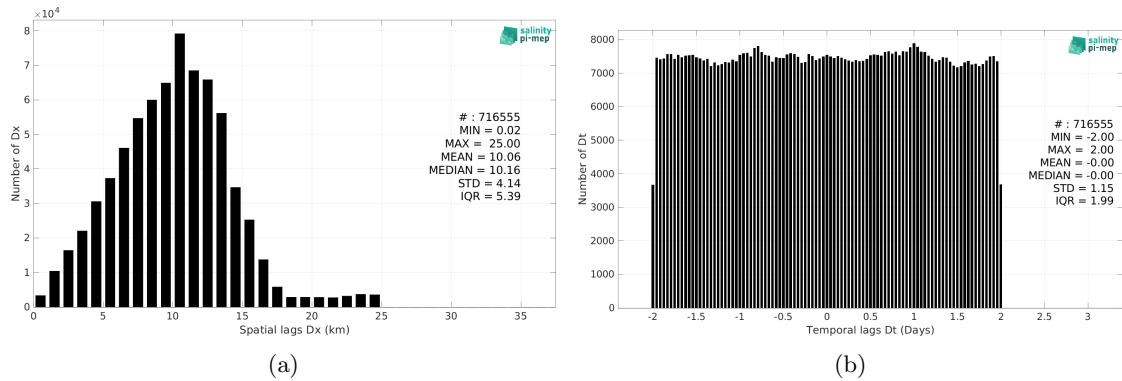 ×10⁴
8
7
6
5
4
3
2
1
0
Number of Dx
0 5 10 15 20 25 30 35
Spatial lags Dx (km)
salinity
pi-mep
# : 716555
MIN = 0.02
MAX = 25.00
MEAN = 10.06
MEDIAN = 10.16
STD = 4.14
IQR = 5.39
(a)
8000
7000
6000
5000
4000
3000
2000
1000
0
Number of Dt
-2 -1.5 -1 -0.5 0 0.5 1 1.5 2 2.5 3
Temporal lags Dt (Days)
salinity
pi-mep
# : 716555
MIN = -2.00
MAX = 2.00
MEAN = -0.00
MEDIAN = -0.00
STD = 1.15
IQR = 1.99
(b)